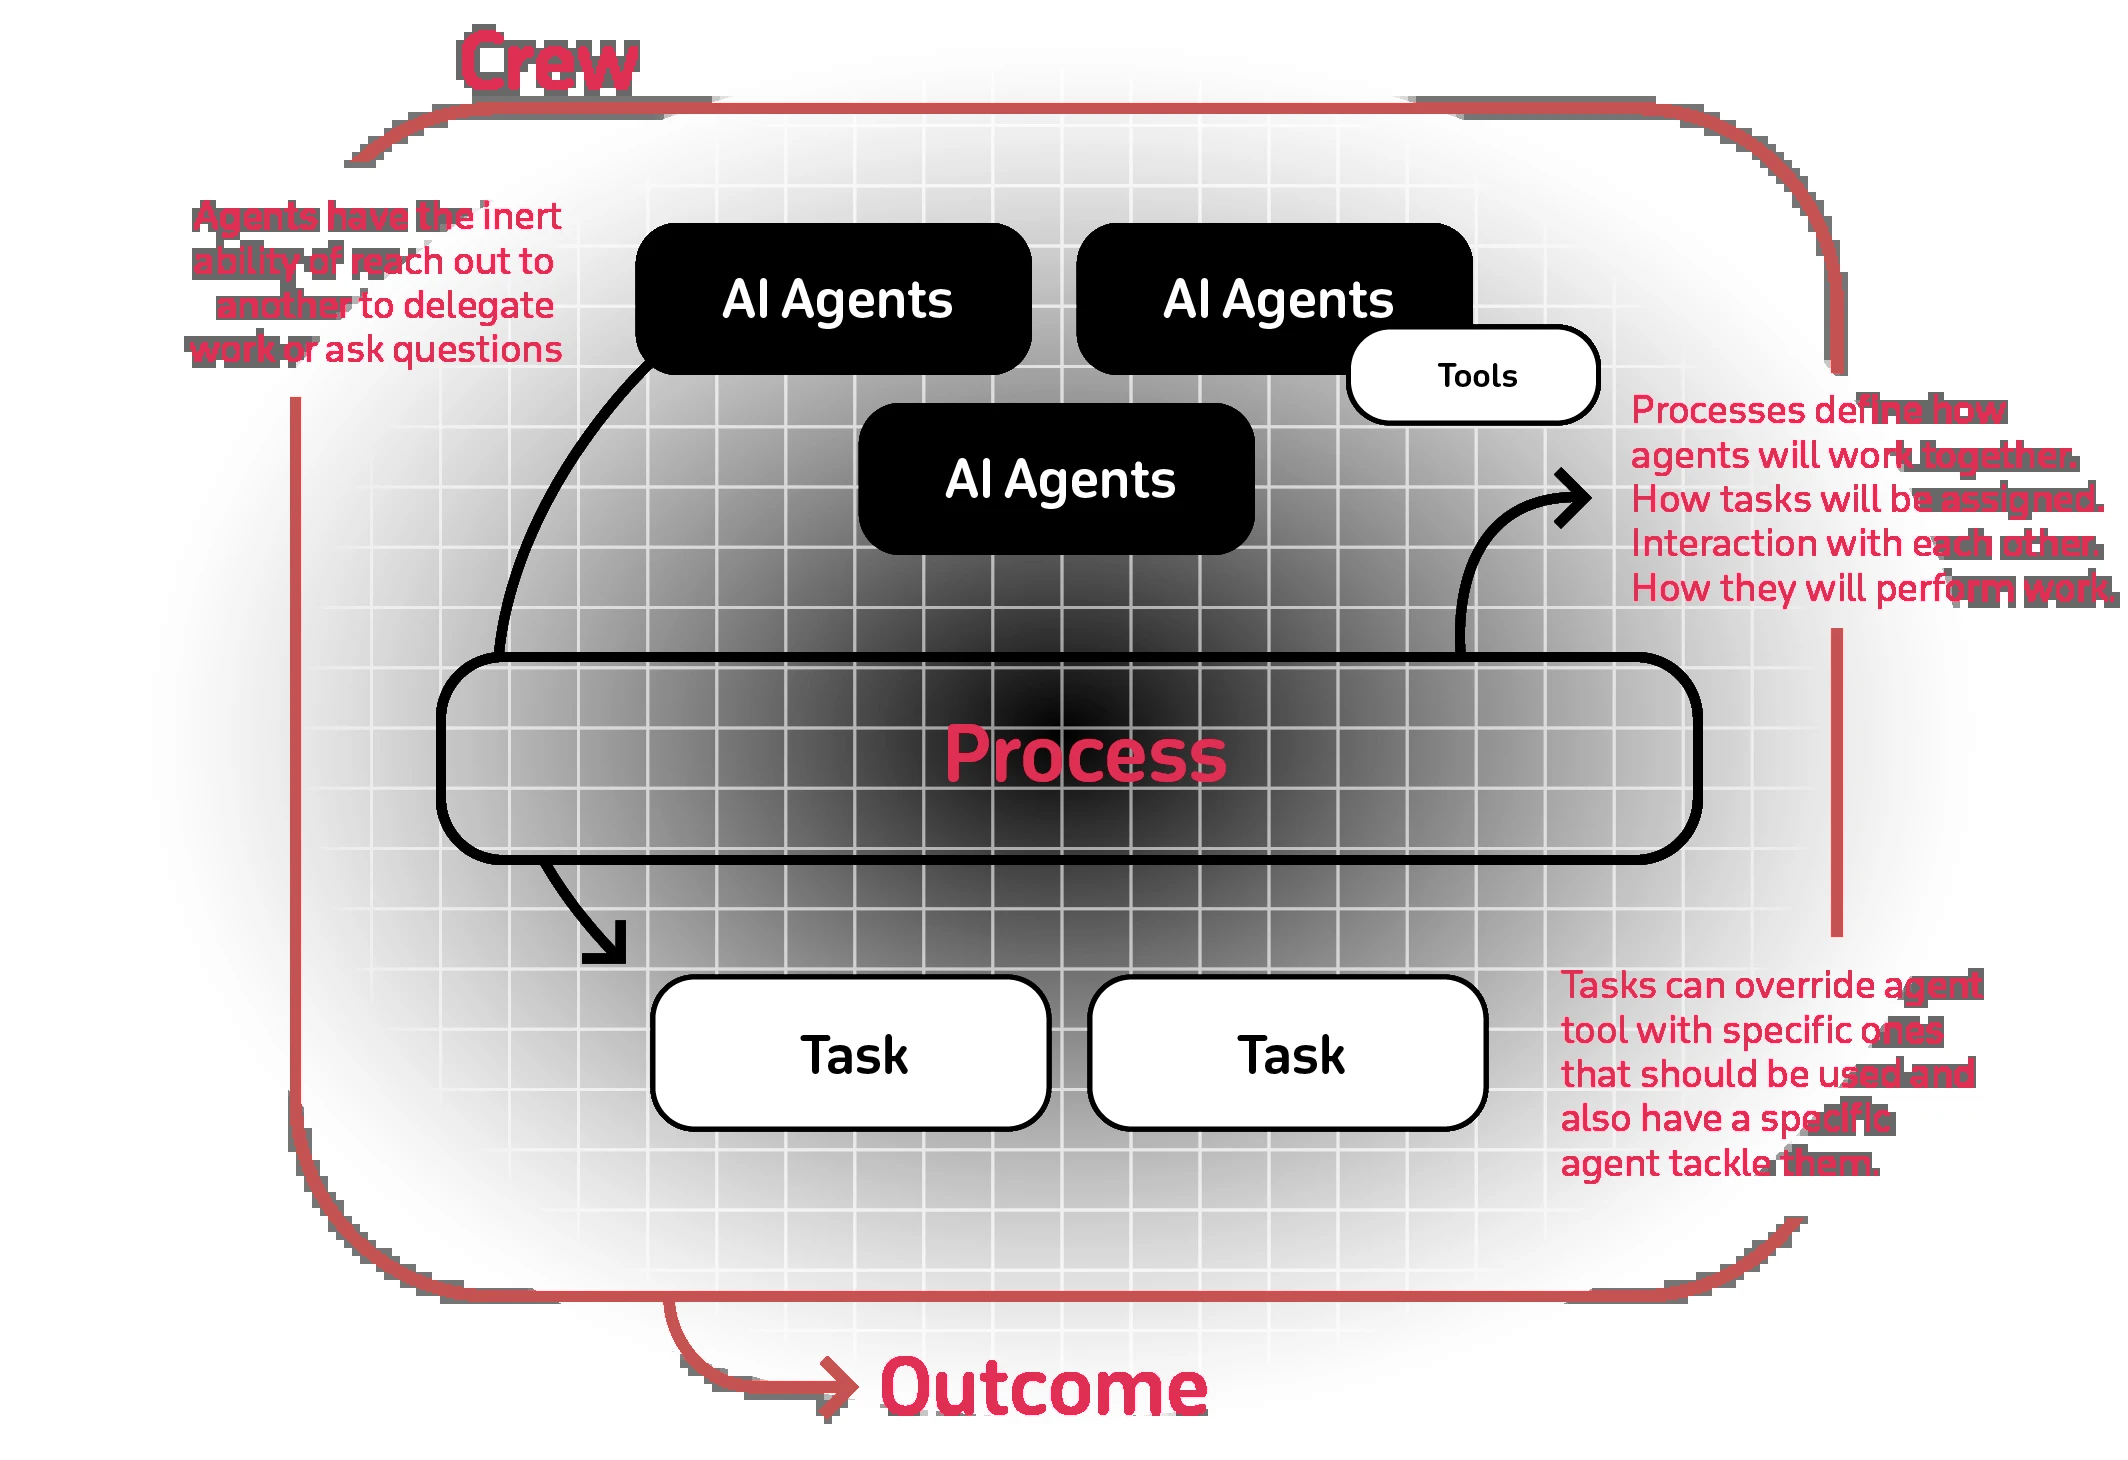 Crew
Agents have the inert
ability of reach out to
another to delegate
work or ask questions
AI Agents
AI Agents
Tools
AI Agents
Processes define how
agents will work together.
How tasks will be assigned.
Interaction with each other.
How they will perform work.
Process
Task
Task
Tasks can override agent
tool with specific ones
that should be used and
also have a specific
agent tackle them.
Outcome